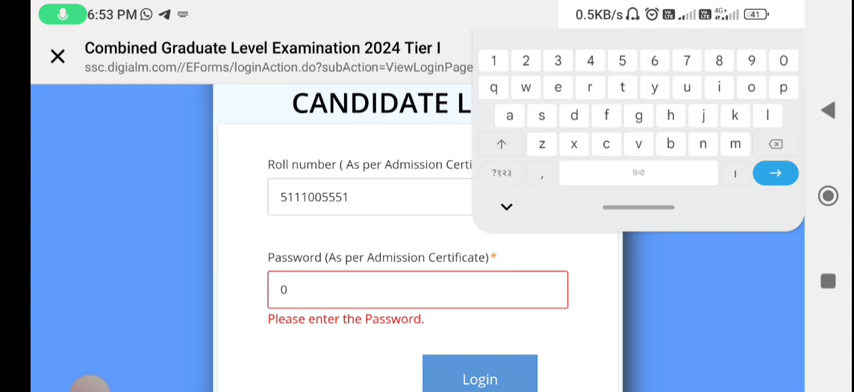 6:53 PM
0.5KB/s 4G+ 41
Combined Graduate Level Examination 2024 Tier I
ssc.digialm.com//EForms/loginAction.do?subAction=ViewLoginPage
CANDIDATE L
Roll number ( As per Admission Certi
5111005551
Password (As per Admission Certificate)*
0
Please enter the Password.
Login
1 2 3 4 5 6 7 8 9 0
q w e r t y u i o p
a s d f g h j k l
z x c v b n m
?१२३ , हिन्दी ।